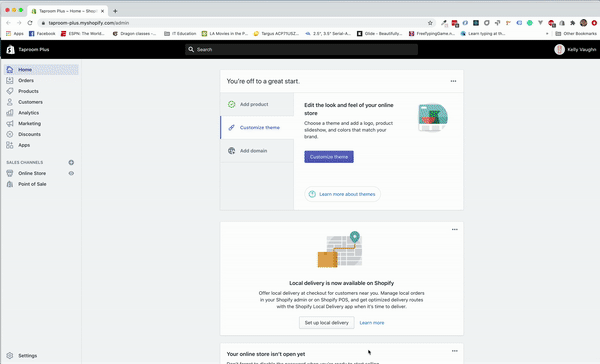 Taproom Plus ~ Home ~ Shopify
taproom-plus.myshopify.com/admin
Apps
Facebook
ESPN: The World...
Dragon classes -...
IT Education
LA Movies in the P...
Targus ACP71USZ...
2.5", 3.5" Serial-A...
Glide - Beautifully...
FreeTypingGame.n...
Learn typing at th...
Other Bookmarks
Taproom Plus
Search
Kelly Vaughn
Home
Orders
Products
Customers
Analytics
Marketing
Discounts
Apps
SALES CHANNELS
Online Store
Point of Sale
Settings
You're off to a great start.
Add product
Customize theme
Add domain
Edit the look and feel of your online
store
Choose a theme and add a logo, product
slideshow, and colors that match your
brand.
Customize theme
Learn more about themes
Local delivery is now available on Shopify
Offer local delivery at checkout for customers near you. Manage local orders
in your Shopify admin or on Shopify POS, and get optimized delivery routes
with the Shopify Local Delivery app when it's time to deliver.
Set up local delivery
Learn more
Your online store isn't open yet